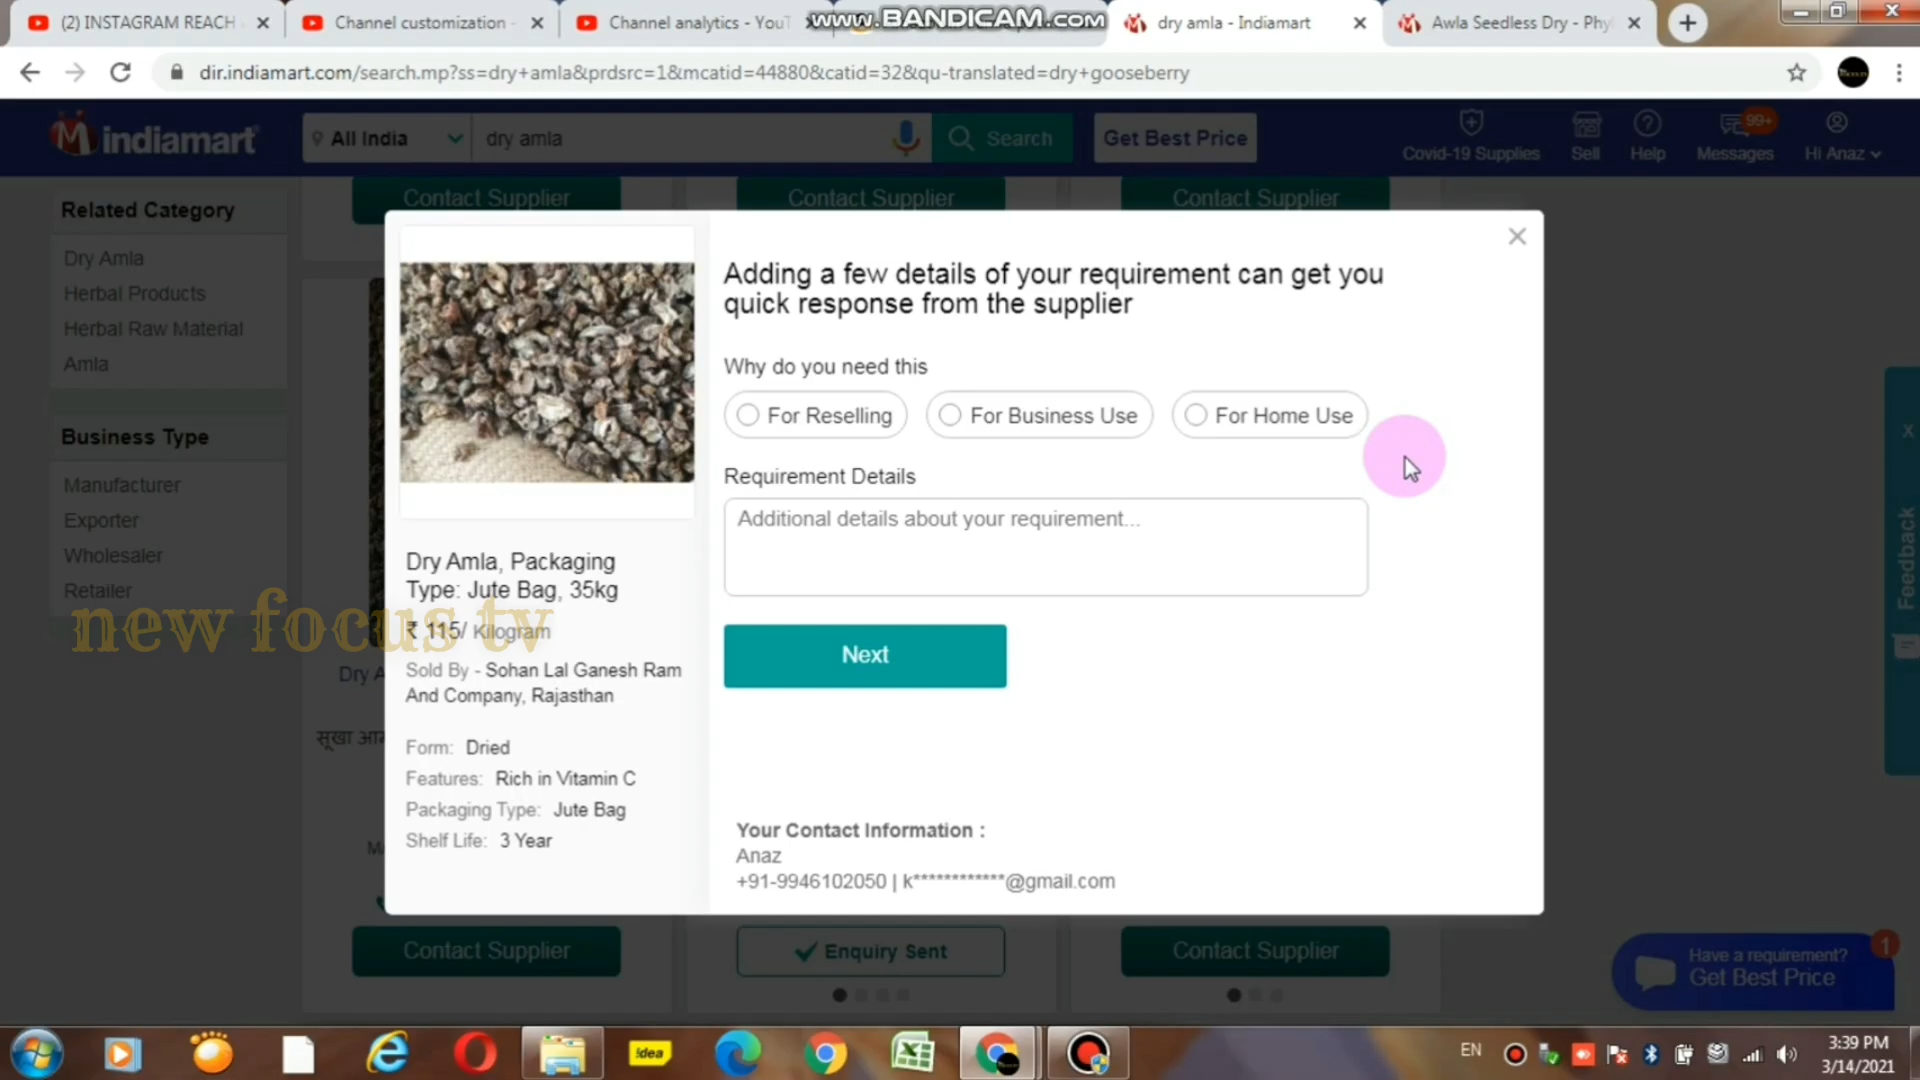 (2) INSTAGRAM REACH
Channel customization
Channel analytics - YouT
www.BANDICAM.com
dry amla - Indiamart
Awla Seedless Dry - Phy
dir.indiamart.com/search.mp?ss=dry+amla&prdsrc=1&mcatid=44880&catid=32&qu-translated=dry+gooseberry
indiamart
All India
dry amla
Search
Get Best Price
Covid-19 Supplies
Sell
Help
99+
Messages
Hi Anaz
Contact Supplier
Contact Supplier
Contact Supplier
Related Category
Dry Amla
Herbal Products
Herbal Raw Material
Amla
Business Type
Manufacturer
Exporter
Wholesaler
Retailer
new focus tv
Dry A
सूखा आम
Adding a few details of your requirement can get you
quick response from the supplier
Why do you need this
For Reselling
For Business Use
For Home Use
Requirement Details
Additional details about your requirement...
Next
Dry Amla, Packaging
Type: Jute Bag, 35kg
₹ 115/ Kilogram
Sold By - Sohan Lal Ganesh Ram
And Company, Rajasthan
Form: Dried
Features: Rich in Vitamin C
Packaging Type: Jute Bag
Shelf Life: 3 Year
Your Contact Information :
Anaz
+91-9946102050 | k************@gmail.com
Contact Supplier
Enquiry Sent
Contact Supplier
X
Feedback
Have a requirement?
Get Best Price
1
!dea
EN
3:39 PM
3/14/2021